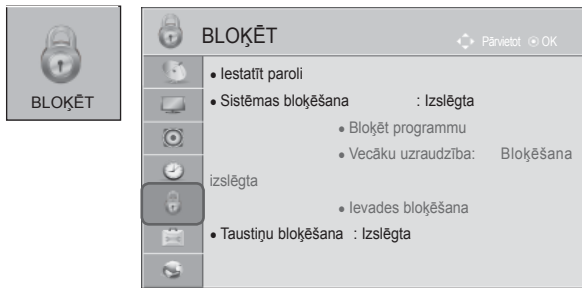 BLOĶĒT
BLOĶĒT
Pārvietot OK
• Iestatīt paroli
• Sistēmas bloķēšana : Izslēgta
• Bloķēt programmu
• Vecāku uzraudzība: Bloķēšana
izslēgta
• Ievades bloķēšana
• Taustiņu bloķēšana : Izslēgta